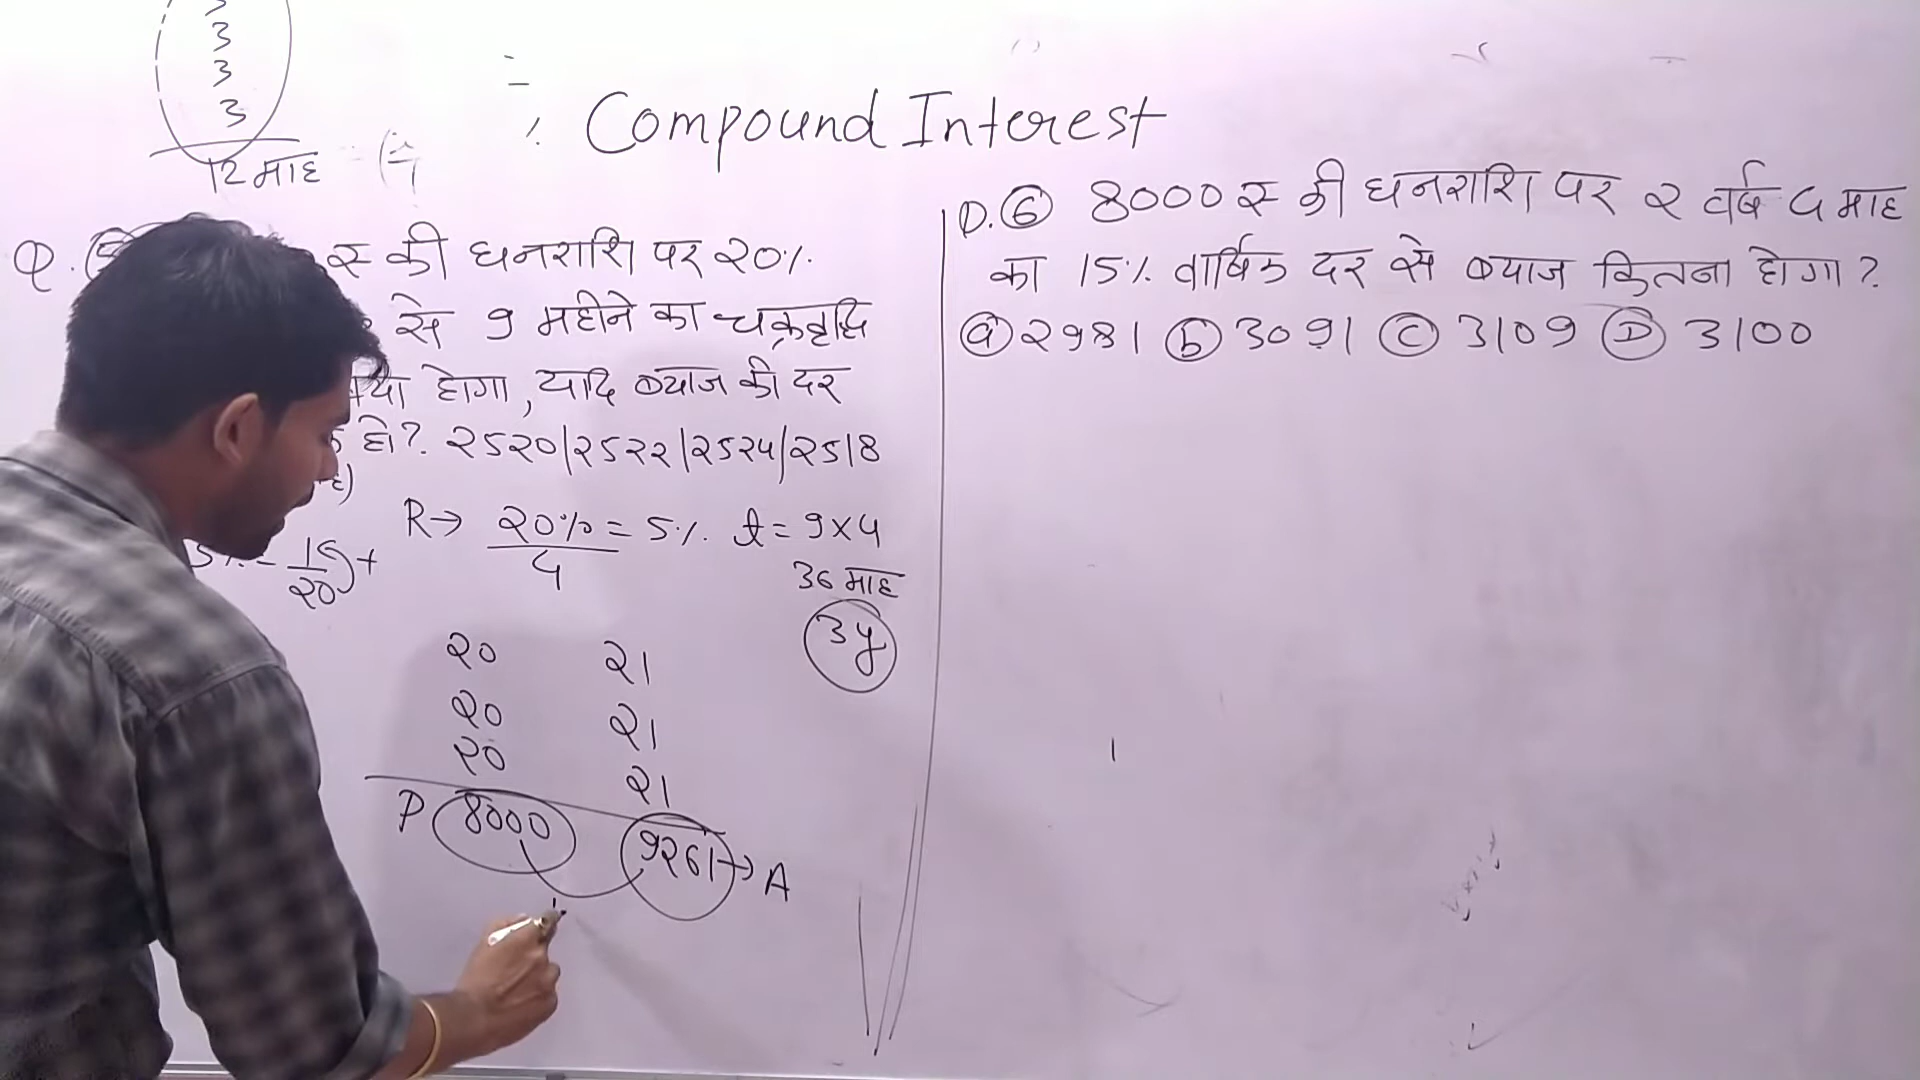 3
3
3
12 माह
Compound Interest
Q.
रू की धनराशि पर 20%
से 9 महीने का चक्रवृद्धि
क्या होगा, यदि ब्याज की दर
हो? 2520/2522/2524/2518
R→ 20%/4 = 5% t = 9×4
36 माह
3y
1/20
20 21
20 21
20 21
P 8000 9261→A
Q.6 8000 रू की धनराशि पर 2 वर्ष 4 माह
का 15% वार्षिक दर से ब्याज कितना होगा?
a 2981 b 3091 c 3109 D 3100